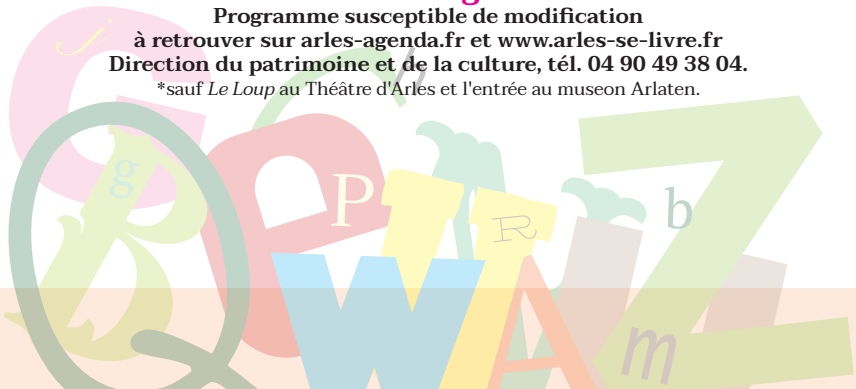 Programme susceptible de modification
à retrouver sur arles-agenda.fr et www.arles-se-livre.fr
Direction du patrimoine et de la culture, tél. 04 90 49 38 04.
*sauf Le Loup au Théâtre d'Arles et l'entrée au museon Arlaten.